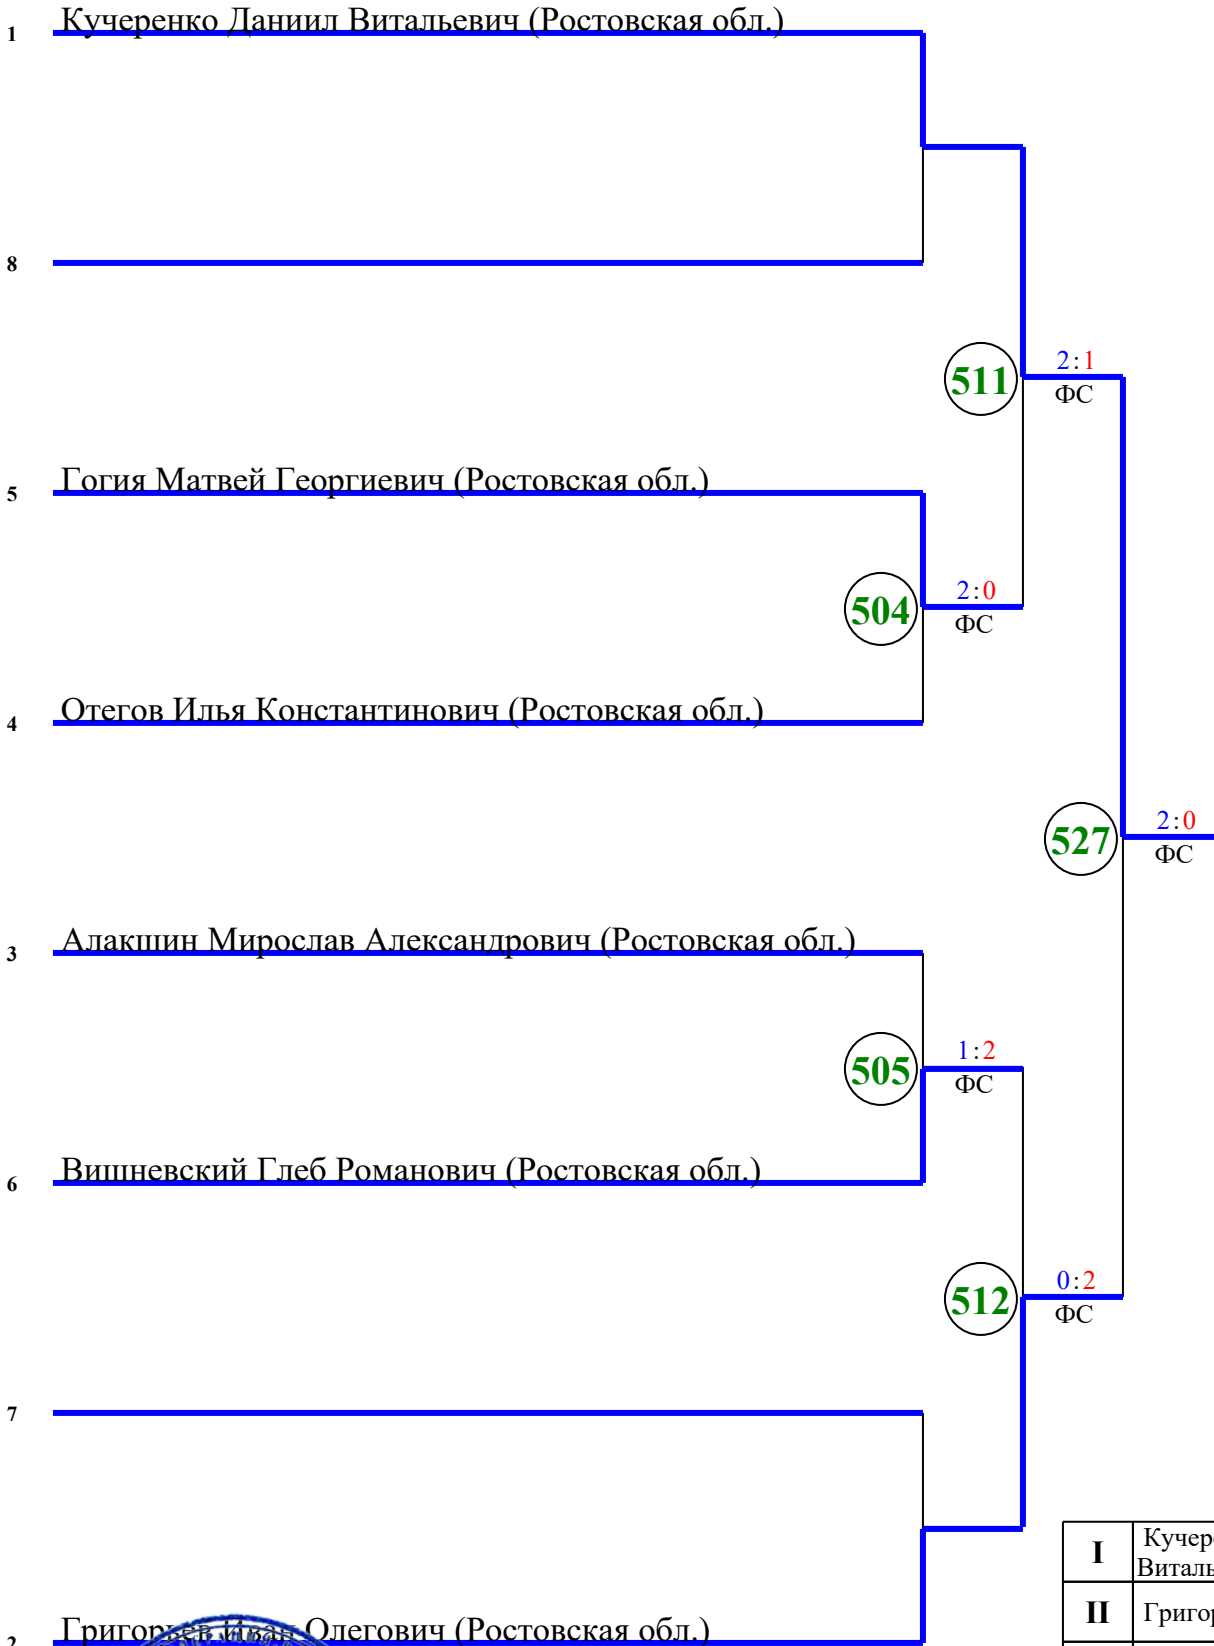 1 Кучеренко Даниил Витальевич (Ростовская обл.)
8
511 2:1
ФС
5 Гогия Матвей Георгиевич (Ростовская обл.)
504 2:0
ФС
4 Отегов Илья Константинович (Ростовская обл.)
527 2:0
ФС
3 Алакшин Мирослав Александрович (Ростовская обл.)
505 1:2
ФС
6 Вишневский Глеб Романович (Ростовская обл.)
512 0:2
ФС
7
I Кучер
Виталь
II Григор
2 Григорьев Иван Олегович (Ростовская обл.)